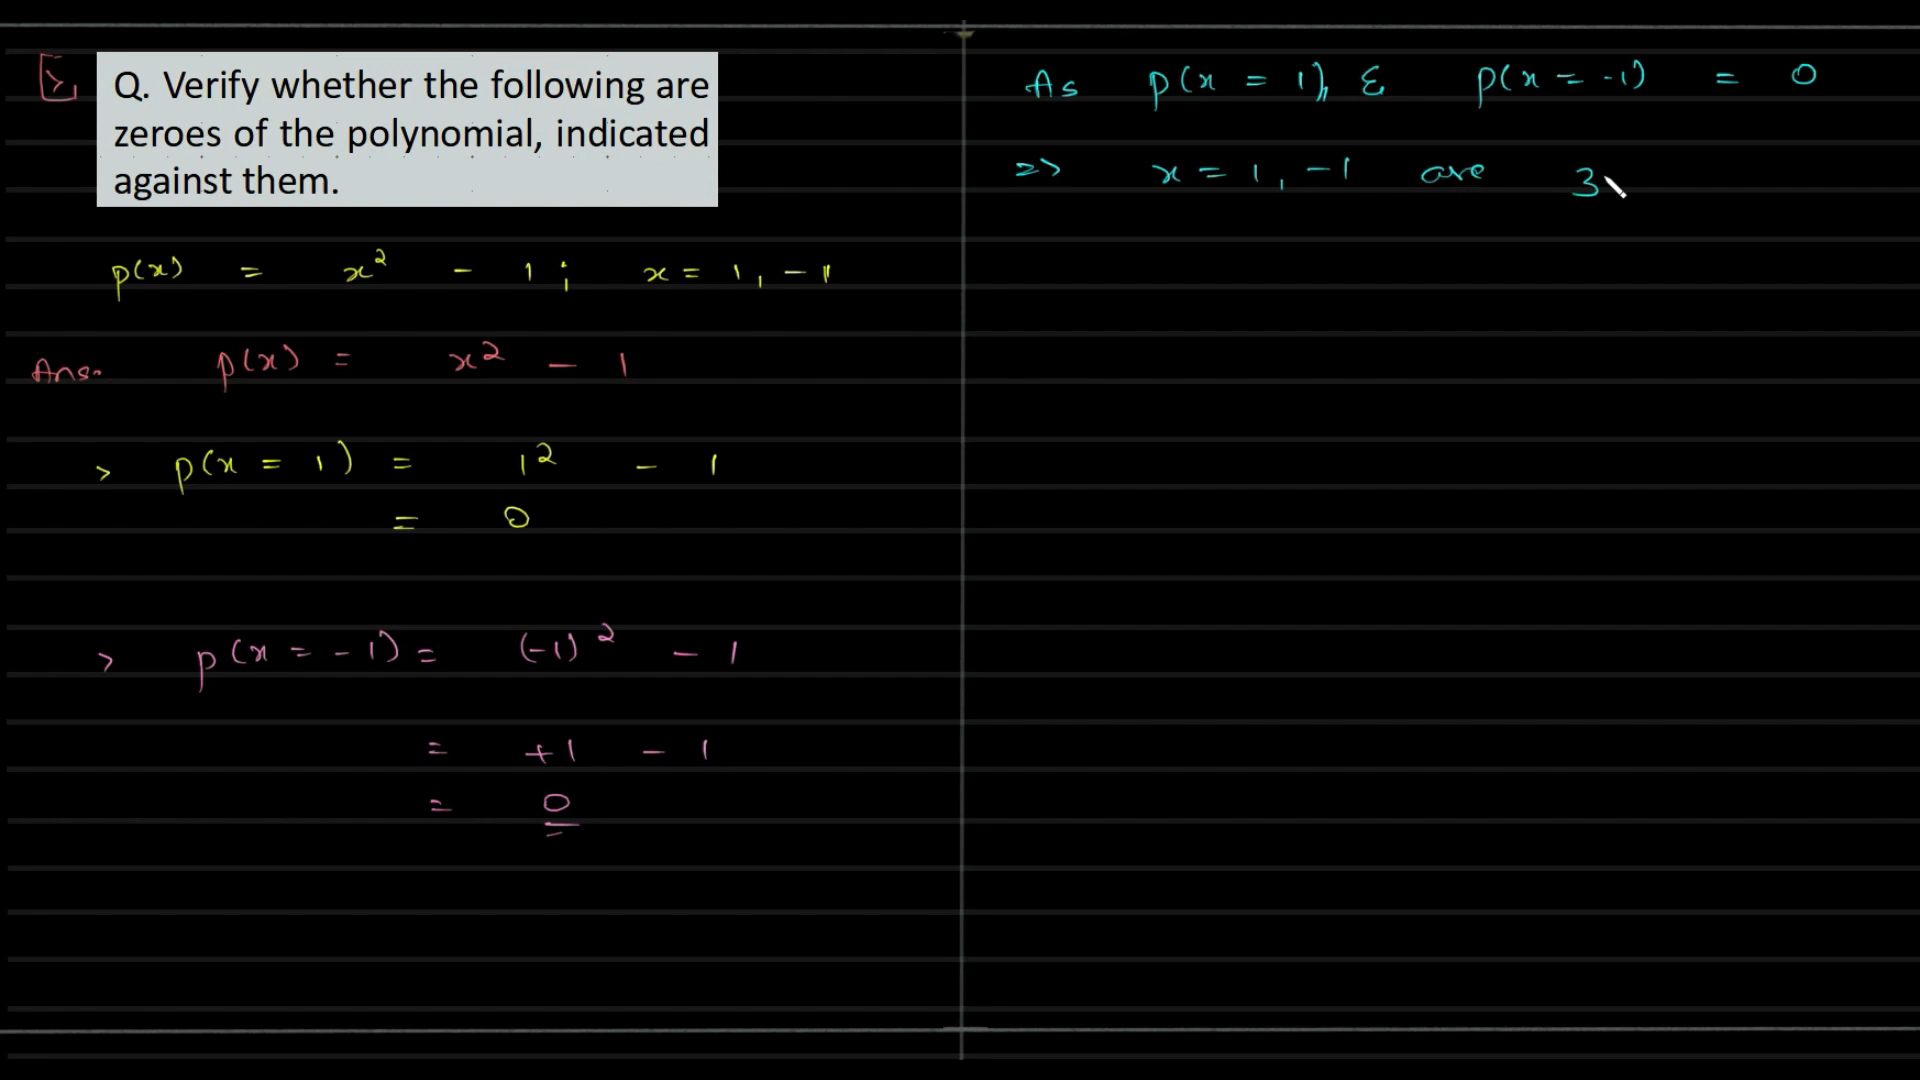 Q. Verify whether the following are
zeroes of the polynomial, indicated
against them.
p(x) = x² - 1 ; x = 1, -1
Ans. p(x) = x² - 1
> p(x = 1) = 1² - 1
= 0
> p(x = -1) = (-1)² - 1
= +1 - 1
= 0
As p(x = 1), & p(x = -1) = 0
=> x = 1, -1 are